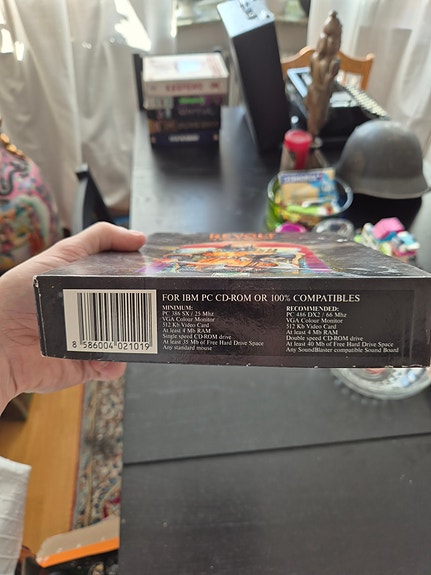 FOR IBM PC CD-ROM OR 100% COMPATIBLES
MINIMUM:
PC 386 SX / 25 Mhz
VGA Colour Monitor
512 Kb Video Card
At least 4 Mb RAM
Single speed CD-ROM drive
At least 35 Mb of Free Hard Drive Space
Any standard mouse
RECOMMENDED:
PC 486 DX2 / 66 Mhz
VGA Colour Monitor
512 Kb Video Card
At least 4 Mb RAM
Double speed CD-ROM drive
At least 40 Mb of Free Hard Drive Space
Any SoundBlaster compatible Sound Board
8 586004 021019